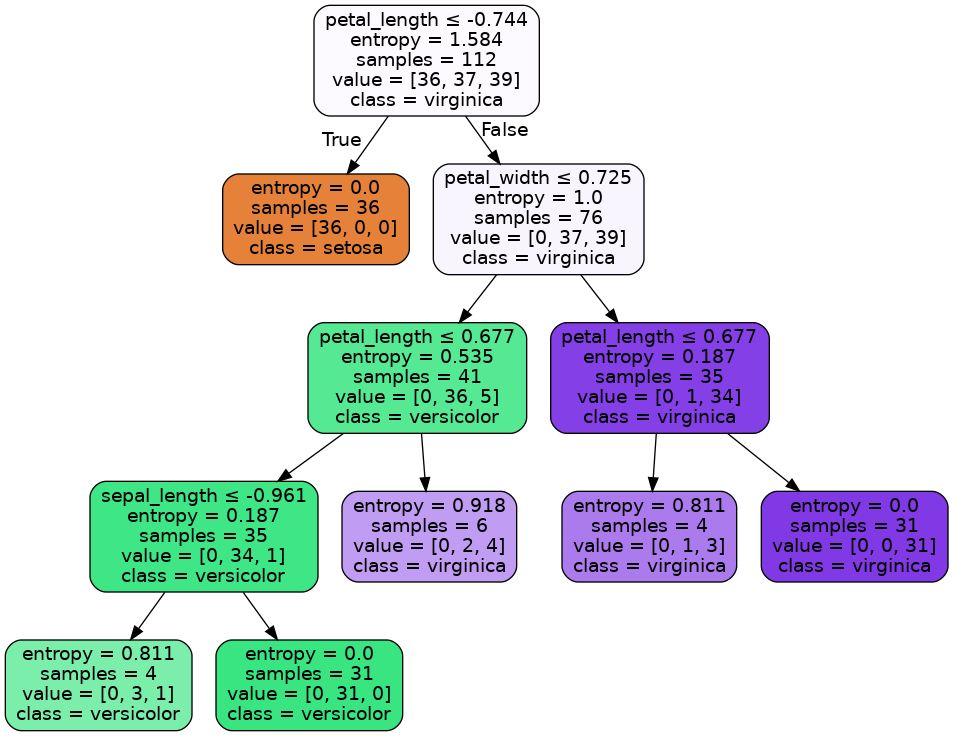 petal_length ≤ -0.744
entropy = 1.584
samples = 112
value = [36, 37, 39]
class = virginica
True
False
entropy = 0.0
samples = 36
value = [36, 0, 0]
class = setosa
petal_width ≤ 0.725
entropy = 1.0
samples = 76
value = [0, 37, 39]
class = virginica
petal_length ≤ 0.677
entropy = 0.535
samples = 41
value = [0, 36, 5]
class = versicolor
petal_length ≤ 0.677
entropy = 0.187
samples = 35
value = [0, 1, 34]
class = virginica
sepal_length ≤ -0.961
entropy = 0.187
samples = 35
value = [0, 34, 1]
class = versicolor
entropy = 0.918
samples = 6
value = [0, 2, 4]
class = virginica
entropy = 0.811
samples = 4
value = [0, 1, 3]
class = virginica
entropy = 0.0
samples = 31
value = [0, 0, 31]
class = virginica
entropy = 0.811
samples = 4
value = [0, 3, 1]
class = versicolor
entropy = 0.0
samples = 31
value = [0, 31, 0]
class = versicolor